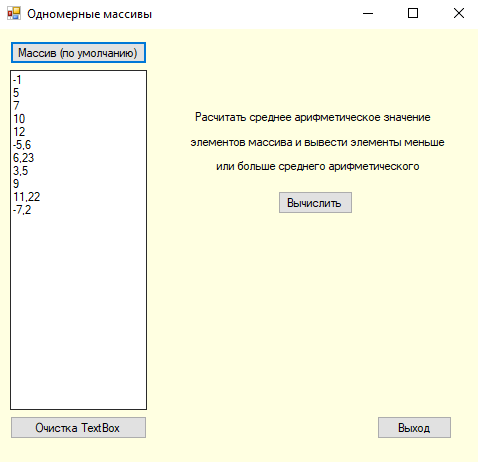 Одномерные массивы
Массив (по умолчанию)
-1
5
7
10
12
-5,6
6,23
3,5
9
11,22
-7,2
Расчитать среднее арифметическое значение
элементов массива и вывести элементы меньше
или больше среднего арифметического
Вычислить
Очистка TextBox
Выход